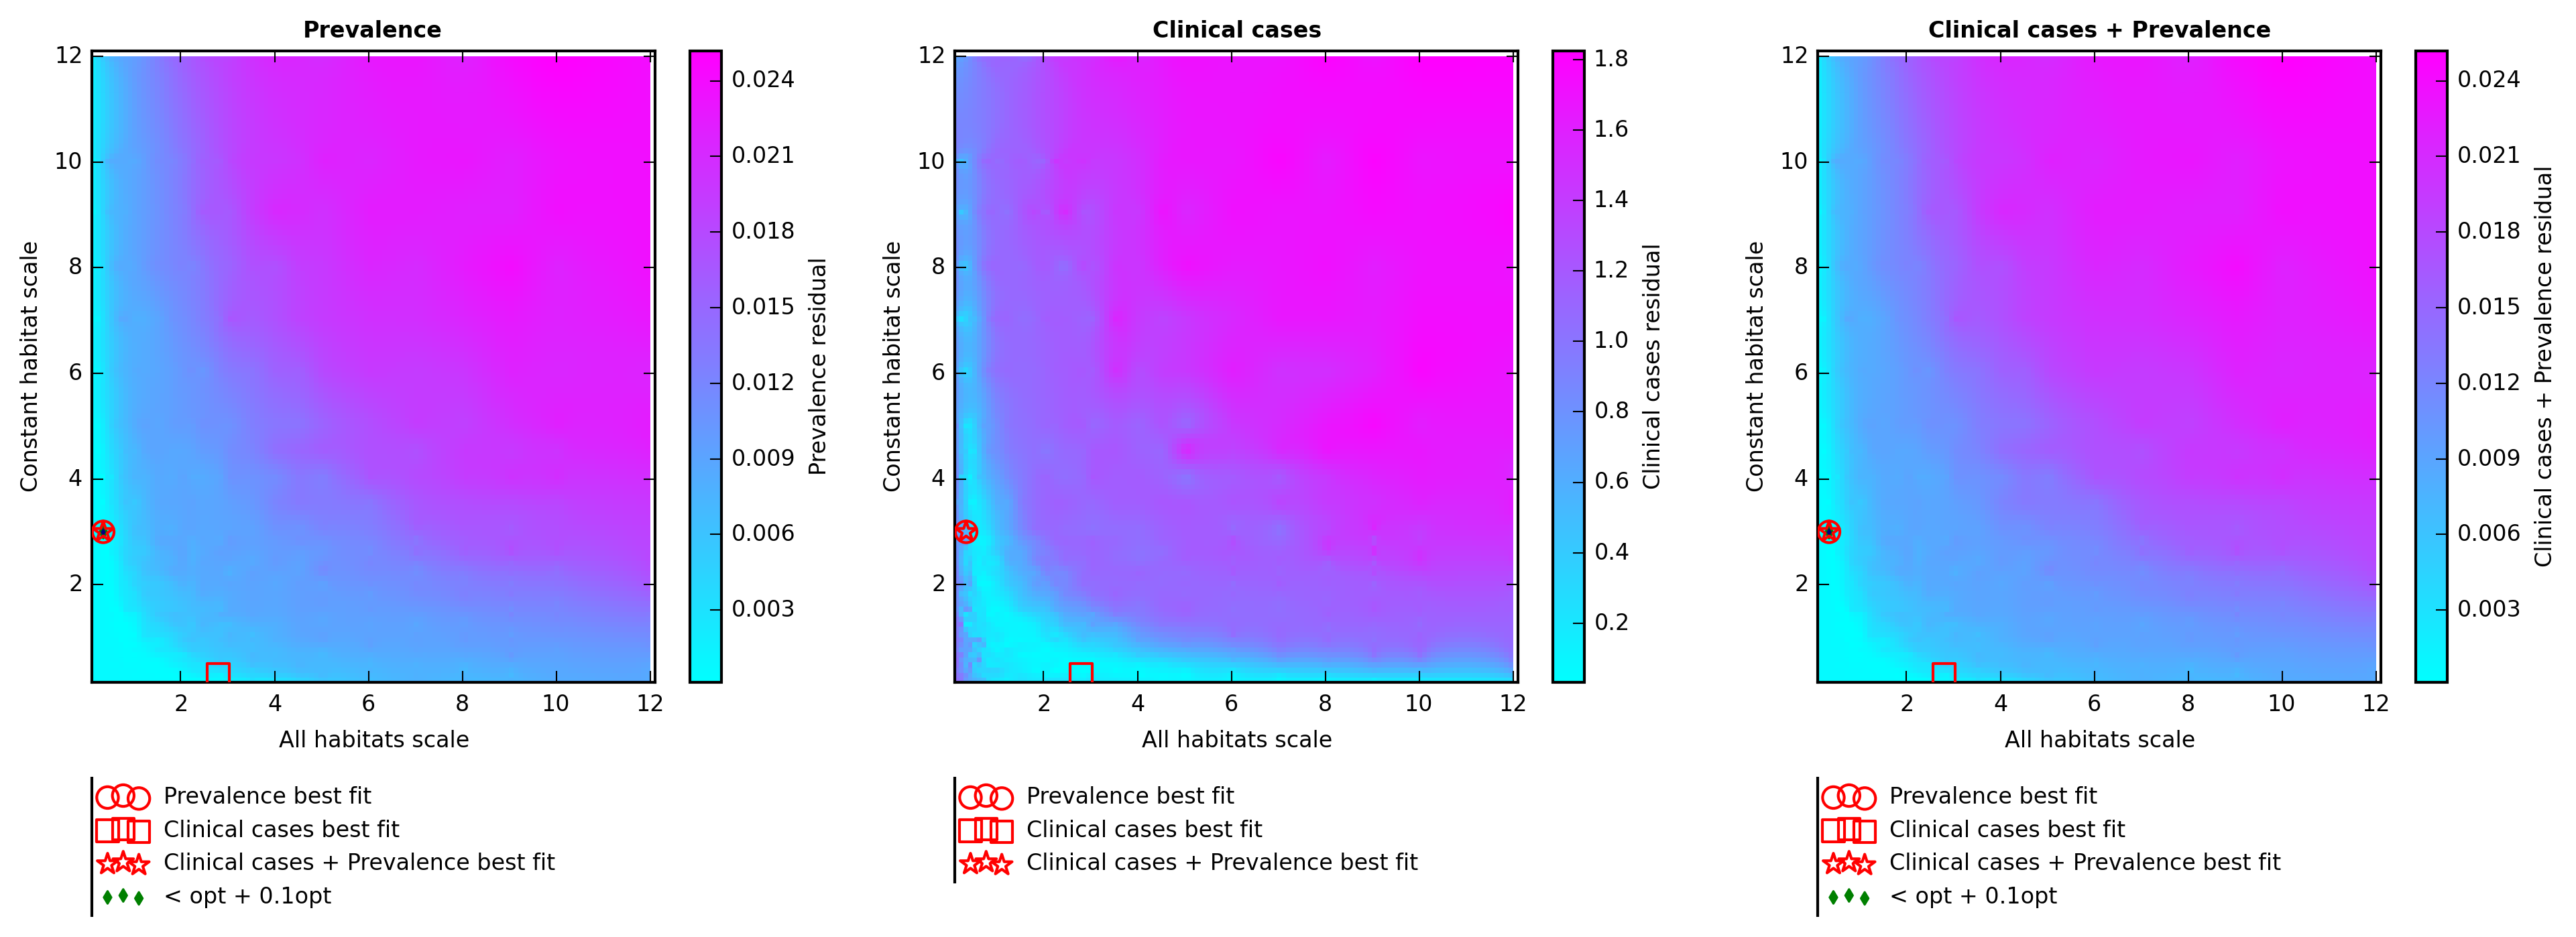 Prevalence
12
10
8
6
4
2
2 4 6 8 10 12
Constant habitat scale
All habitats scale
0.024
0.021
0.018
0.015
0.012
0.009
0.006
0.003
Prevalence residual
Prevalence best fit
Clinical cases best fit
Clinical cases + Prevalence best fit
< opt + 0.1opt
Clinical cases
12
10
8
6
4
2
2 4 6 8 10 12
Constant habitat scale
All habitats scale
1.8
1.6
1.4
1.2
1.0
0.8
0.6
0.4
0.2
Clinical cases residual
Prevalence best fit
Clinical cases best fit
Clinical cases + Prevalence best fit
Clinical cases + Prevalence
12
10
8
6
4
2
2 4 6 8 10 12
Constant habitat scale
All habitats scale
0.024
0.021
0.018
0.015
0.012
0.009
0.006
0.003
Clinical cases + Prevalence residual
Prevalence best fit
Clinical cases best fit
Clinical cases + Prevalence best fit
< opt + 0.1opt